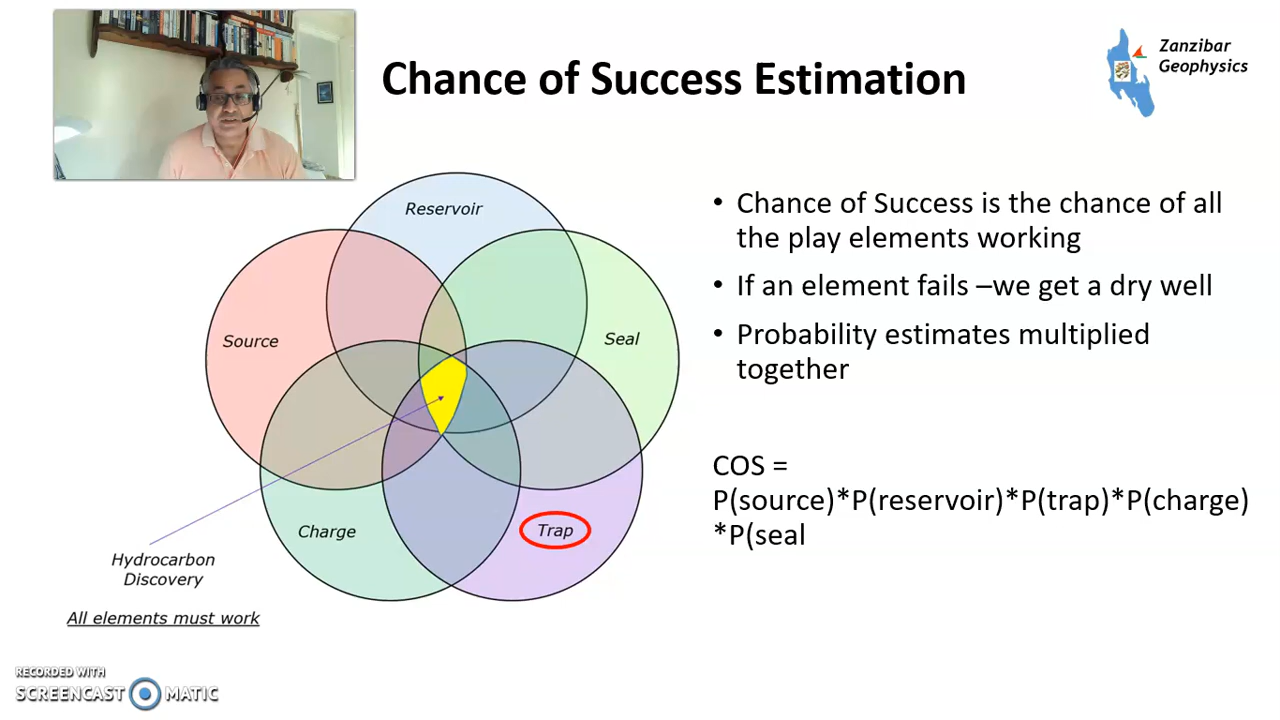 Chance of Success Estimation
Zanzibar
Geophysics
Reservoir
Source
Seal
Charge
Trap
Hydrocarbon
Discovery
All elements must work
• Chance of Success is the chance of all
the play elements working
• If an element fails –we get a dry well
• Probability estimates multiplied
together
COS =
P(source)*P(reservoir)*P(trap)*P(charge)
*P(seal
RECORDED WITH
SCREENCAST MATIC